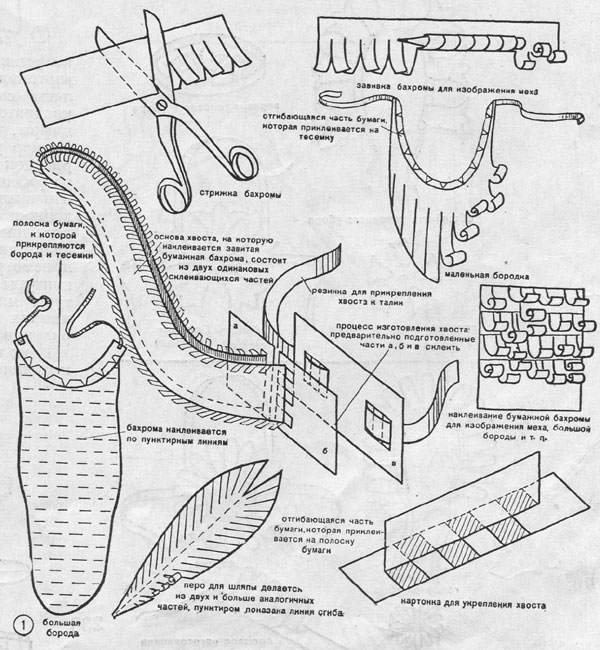 завивка бахромы для изображения меха
отгибающаяся часть бумаги,
которая приклеивается на
тесемку
стрижка бахромы
полоска бумаги,
к которой
прикрепляются
борода и тесемки
основа хвоста, на которую
наклеивается завитая
бумажная бахрома, состоит
из двух одинаковых
склеивающихся частей
маленькая бородка
резинка для прикрепления
хвоста к талии
а
процесс изготовления хвоста:
предварительно подготовленные
части а, б и в склеить
наклеивание бумажной бахромы
для изображения меха, большой
бороды и т. п.
бахрома наклеивается
по пунктирным линиям
б
в
отгибающаяся часть
бумаги, которая приклеи-
вается на полоску
бумаги
перо для шляпы делается
из двух и больше аналогичных
частей, пунктиром показана линия сгиба
картонка для укрепления хвоста
1
большая
борода